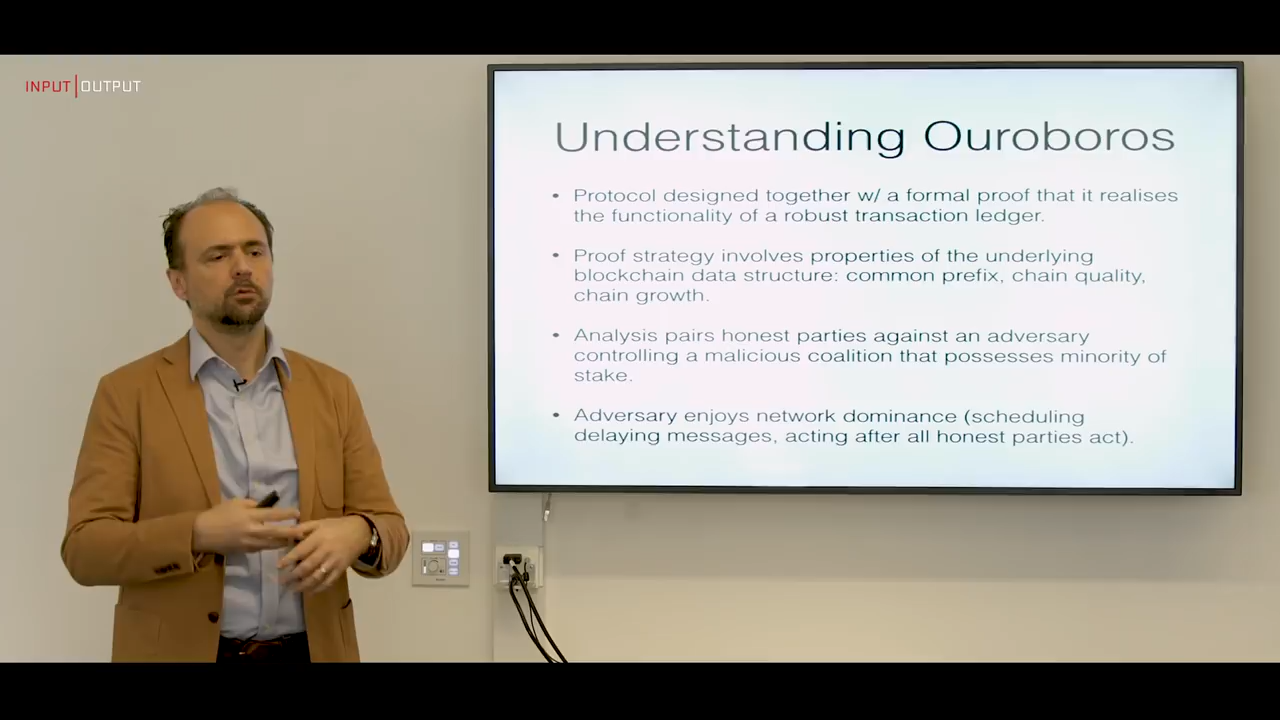 INPUT|OUTPUT
Understanding Ouroboros
• Protocol designed together w/ a formal proof that it realises
the functionality of a robust transaction ledger.
• Proof strategy involves properties of the underlying
blockchain data structure: common prefix, chain quality,
chain growth.
• Analysis pairs honest parties against an adversary
controlling a malicious coalition that possesses minority of
stake.
• Adversary enjoys network dominance (scheduling
delaying messages, acting after all honest parties act).